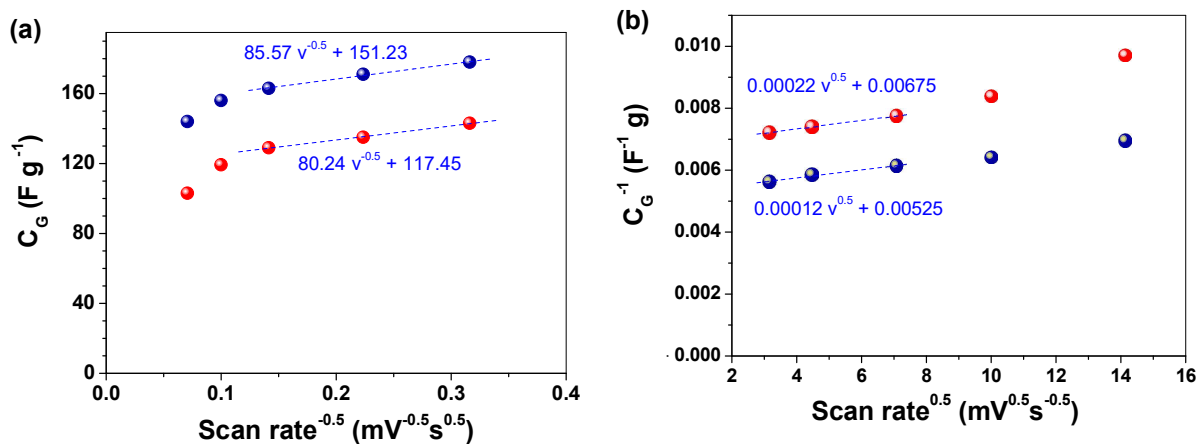 (a)
85.57 v^-0.5 + 151.23
80.24 v^-0.5 + 117.45
C_G (F g^-1)
160
120
80
40
0
0.0 0.1 0.2 0.3 0.4
Scan rate^-0.5 (mV^-0.5 s^0.5)
(b)
0.00022 v^0.5 + 0.00675
0.00012 v^0.5 + 0.00525
C_G^-1 (F^-1 g)
0.010
0.008
0.006
0.004
0.002
0.000
2 4 6 8 10 12 14 16
Scan rate^0.5 (mV^0.5 s^-0.5)